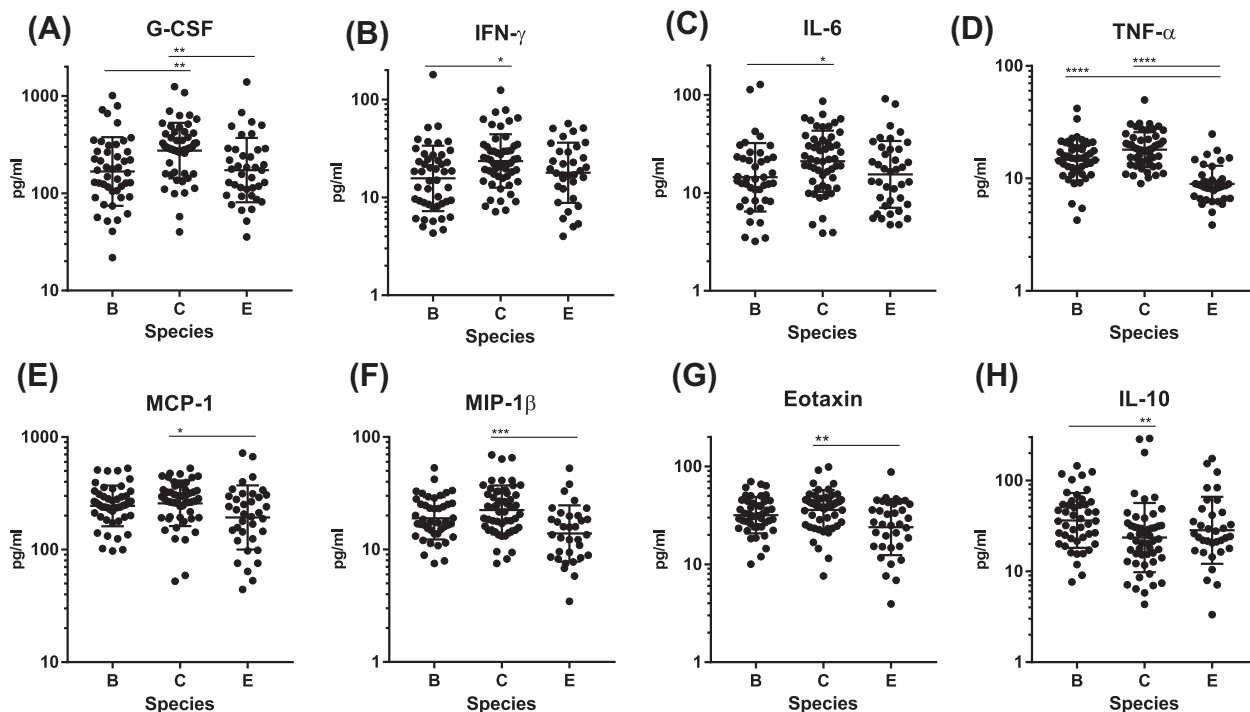 (A)
G-CSF
**
**
1000
100
10
pg/ml
B C E
Species
(B)
IFN-γ
*
100
10
1
pg/ml
B C E
Species
(C)
IL-6
*
100
10
1
pg/ml
B C E
Species
(D)
TNF-α
**** ****
100
10
1
pg/ml
B C E
Species
(E)
MCP-1
*
1000
100
10
pg/ml
B C E
Species
(F)
MIP-1β
***
100
10
1
pg/ml
B C E
Species
(G)
Eotaxin
**
100
10
1
pg/ml
B C E
Species
(H)
IL-10
**
100
10
1
pg/ml
B C E
Species